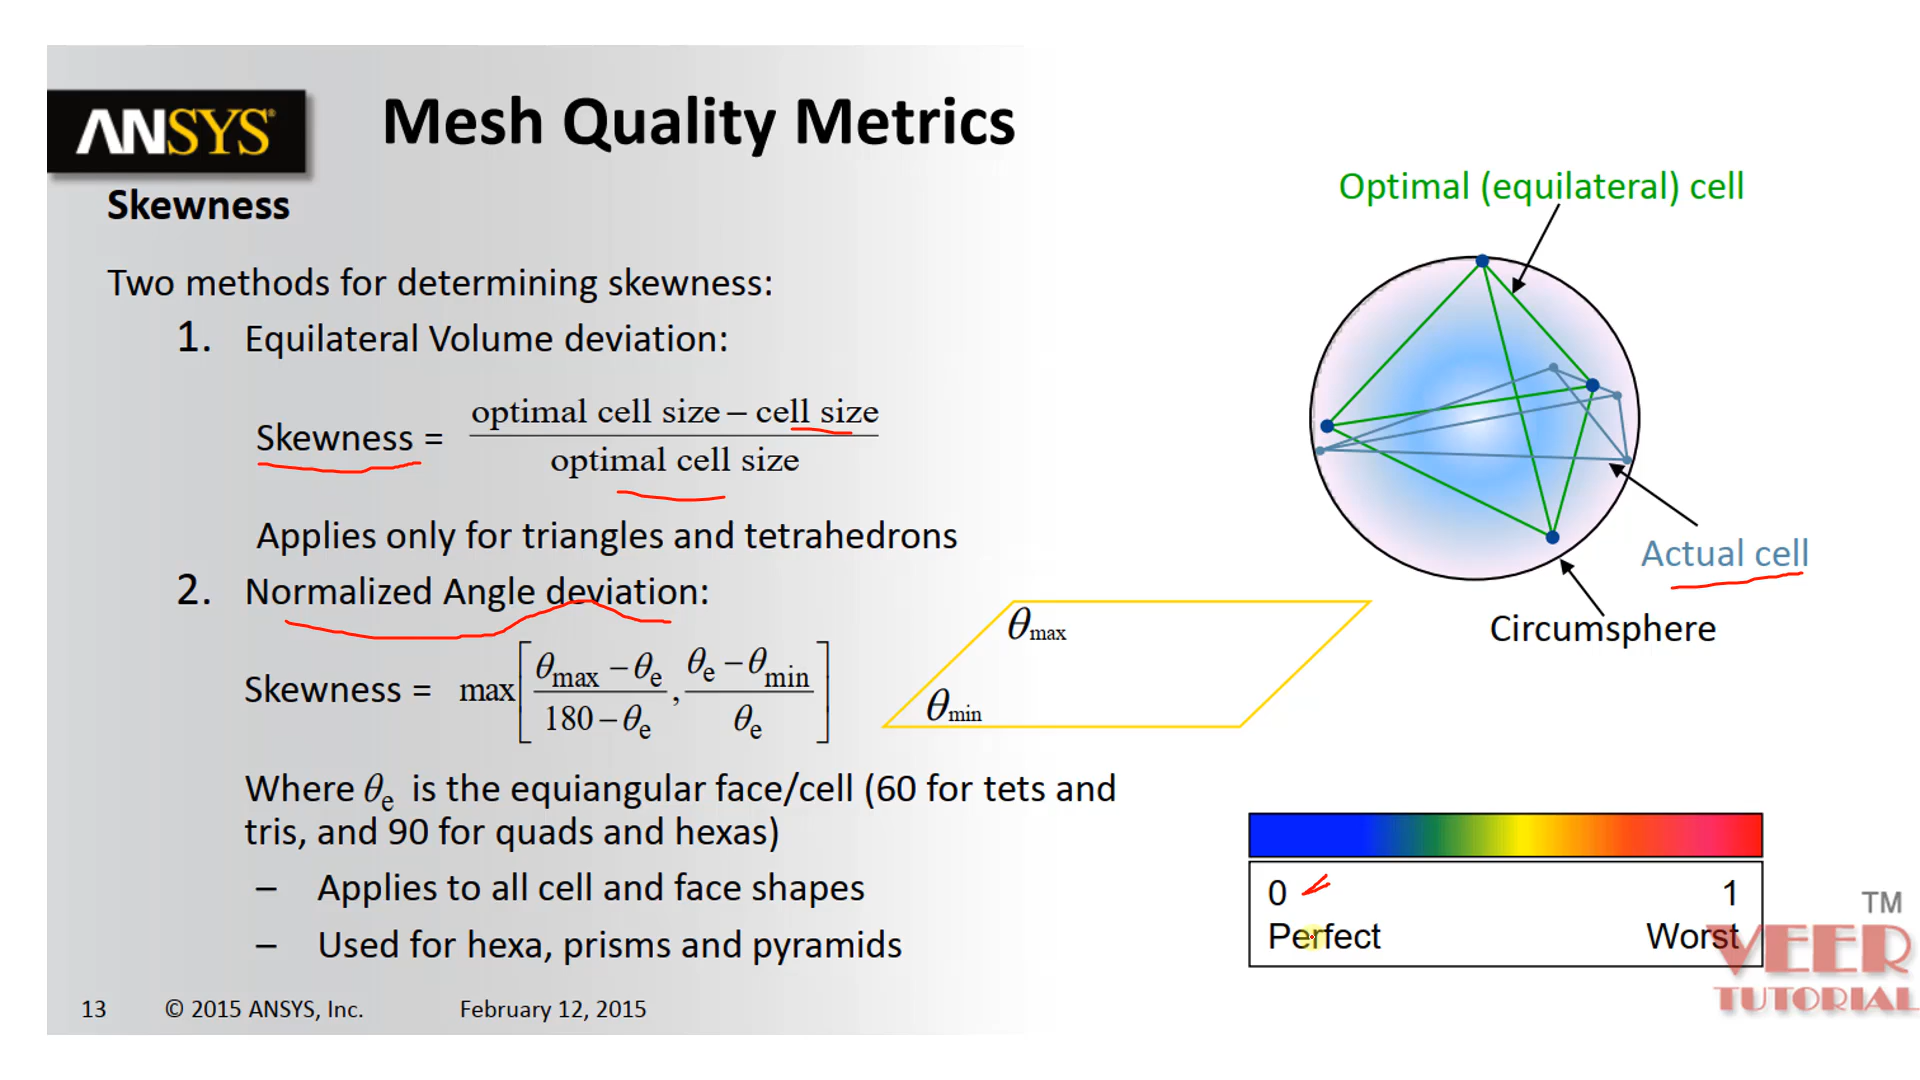 ANSYS®
Mesh Quality Metrics
Skewness
Two methods for determining skewness:
1. Equilateral Volume deviation:
Skewness = optimal cell size – cell size
optimal cell size
Applies only for triangles and tetrahedrons
2. Normalized Angle deviation:
Skewness = max[θmax – θe / 180 – θe , θe – θmin / θe]
Where θe is the equiangular face/cell (60 for tets and
tris, and 90 for quads and hexas)
– Applies to all cell and face shapes
– Used for hexa, prisms and pyramids
13 © 2015 ANSYS, Inc. February 12, 2015
Optimal (equilateral) cell
Actual cell
Circumsphere
θmax
θmin
0 1
Perfect Worst
TM
VEER
TUTORIAL